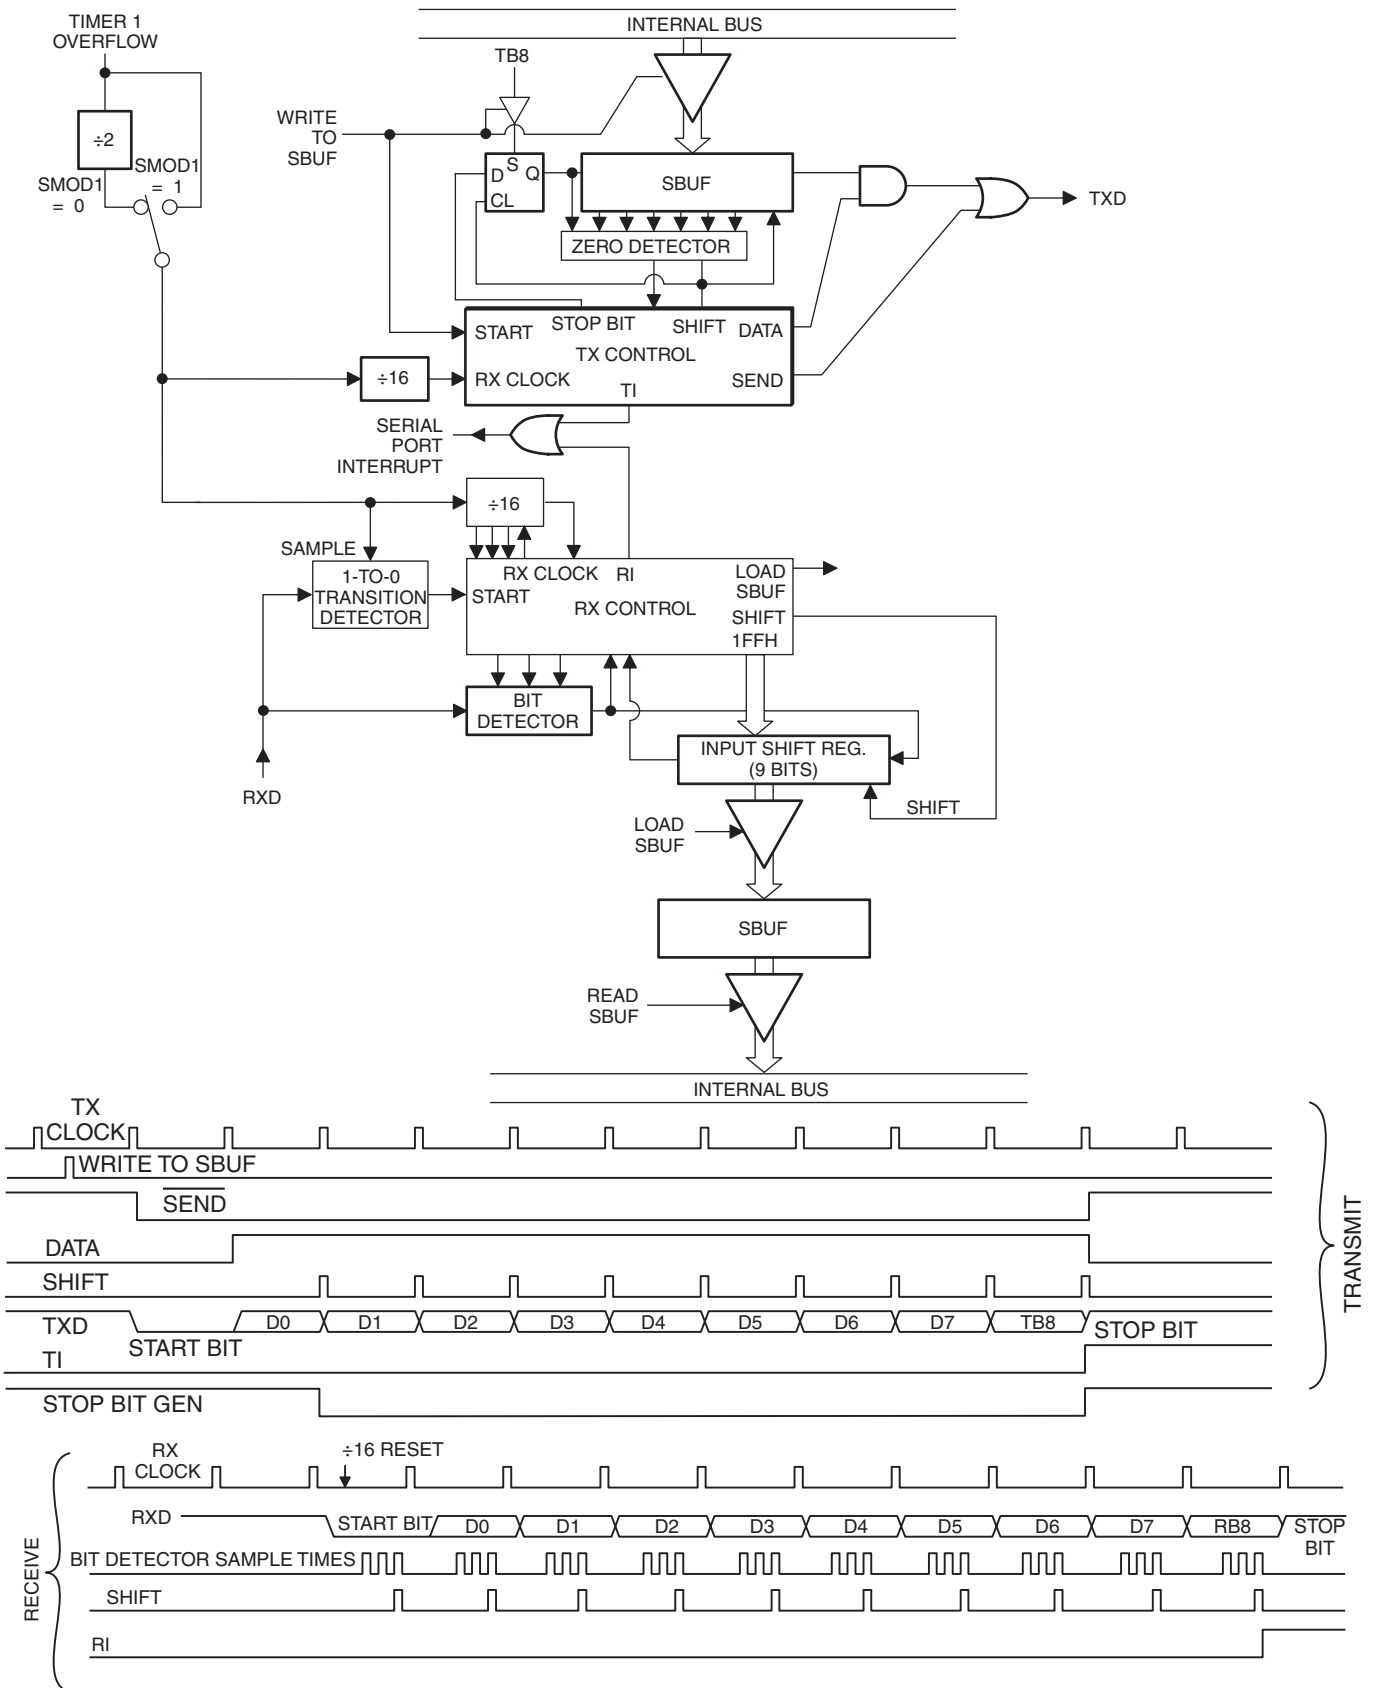 TIMER 1
OVERFLOW
INTERNAL BUS
TB8
WRITE
TO
SBUF
÷2
SMOD1
= 1
SMOD1
= 0
D
S
Q
CL
SBUF
TXD
ZERO DETECTOR
START
STOP BIT
SHIFT
DATA
TX CONTROL
÷16
RX CLOCK
TI
SEND
SERIAL
PORT
INTERRUPT
÷16
SAMPLE
1-TO-0
TRANSITION
DETECTOR
RX CLOCK
RI
LOAD
SBUF
START
RX CONTROL
SHIFT
1FFH
BIT
DETECTOR
INPUT SHIFT REG.
(9 BITS)
RXD
SHIFT
LOAD
SBUF
SBUF
READ
SBUF
INTERNAL BUS
TX
CLOCK
WRITE TO SBUF
SEND
DATA
SHIFT
TXD
START BIT
D0
D1
D2
D3
D4
D5
D6
D7
TB8
STOP BIT
TI
STOP BIT GEN
TRANSMIT
RX
CLOCK
÷16 RESET
RXD
START BIT
D0
D1
D2
D3
D4
D5
D6
D7
RB8
STOP
BIT
BIT DETECTOR SAMPLE TIMES
SHIFT
RI
RECEIVE